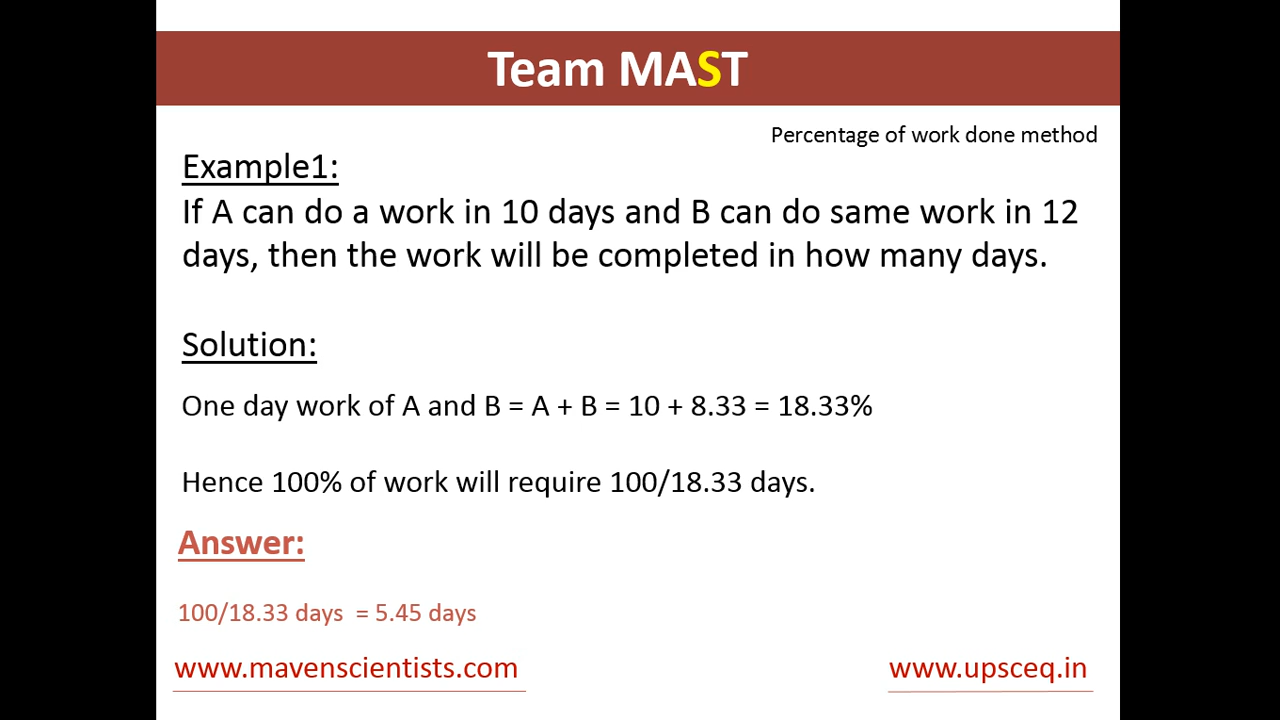 Team MAST
Percentage of work done method
Example1:
If A can do a work in 10 days and B can do same work in 12
days, then the work will be completed in how many days.
Solution:
One day work of A and B = A + B = 10 + 8.33 = 18.33%
Hence 100% of work will require 100/18.33 days.
Answer:
100/18.33 days  = 5.45 days
www.mavenscientists.com
www.upsceq.in